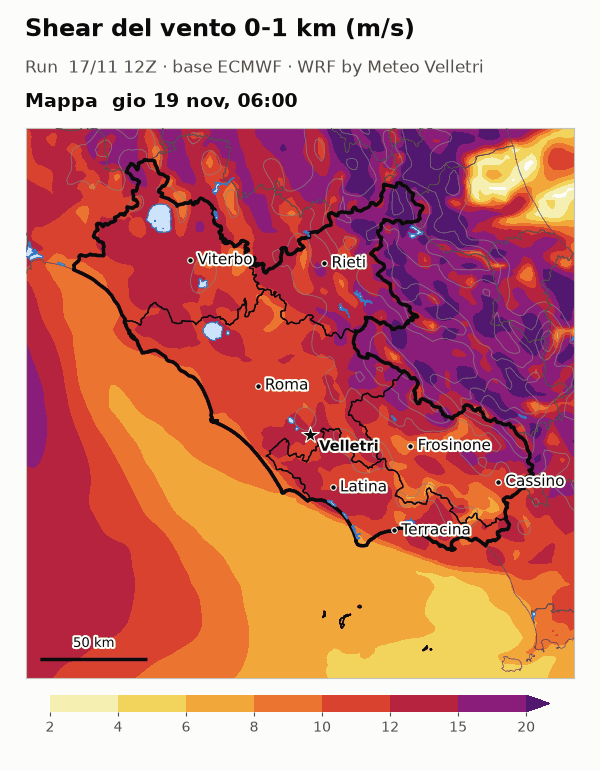 Shear del vento 0-1 km (m/s)
Run  17/11 12Z · base ECMWF · WRF by Meteo Velletri
Mappa  gio 19 nov, 06:00
Viterbo
Rieti
Roma
Velletri
Frosinone
Latina
Cassino
Terracina
50 km
2 4 6 8 10 12 15 20